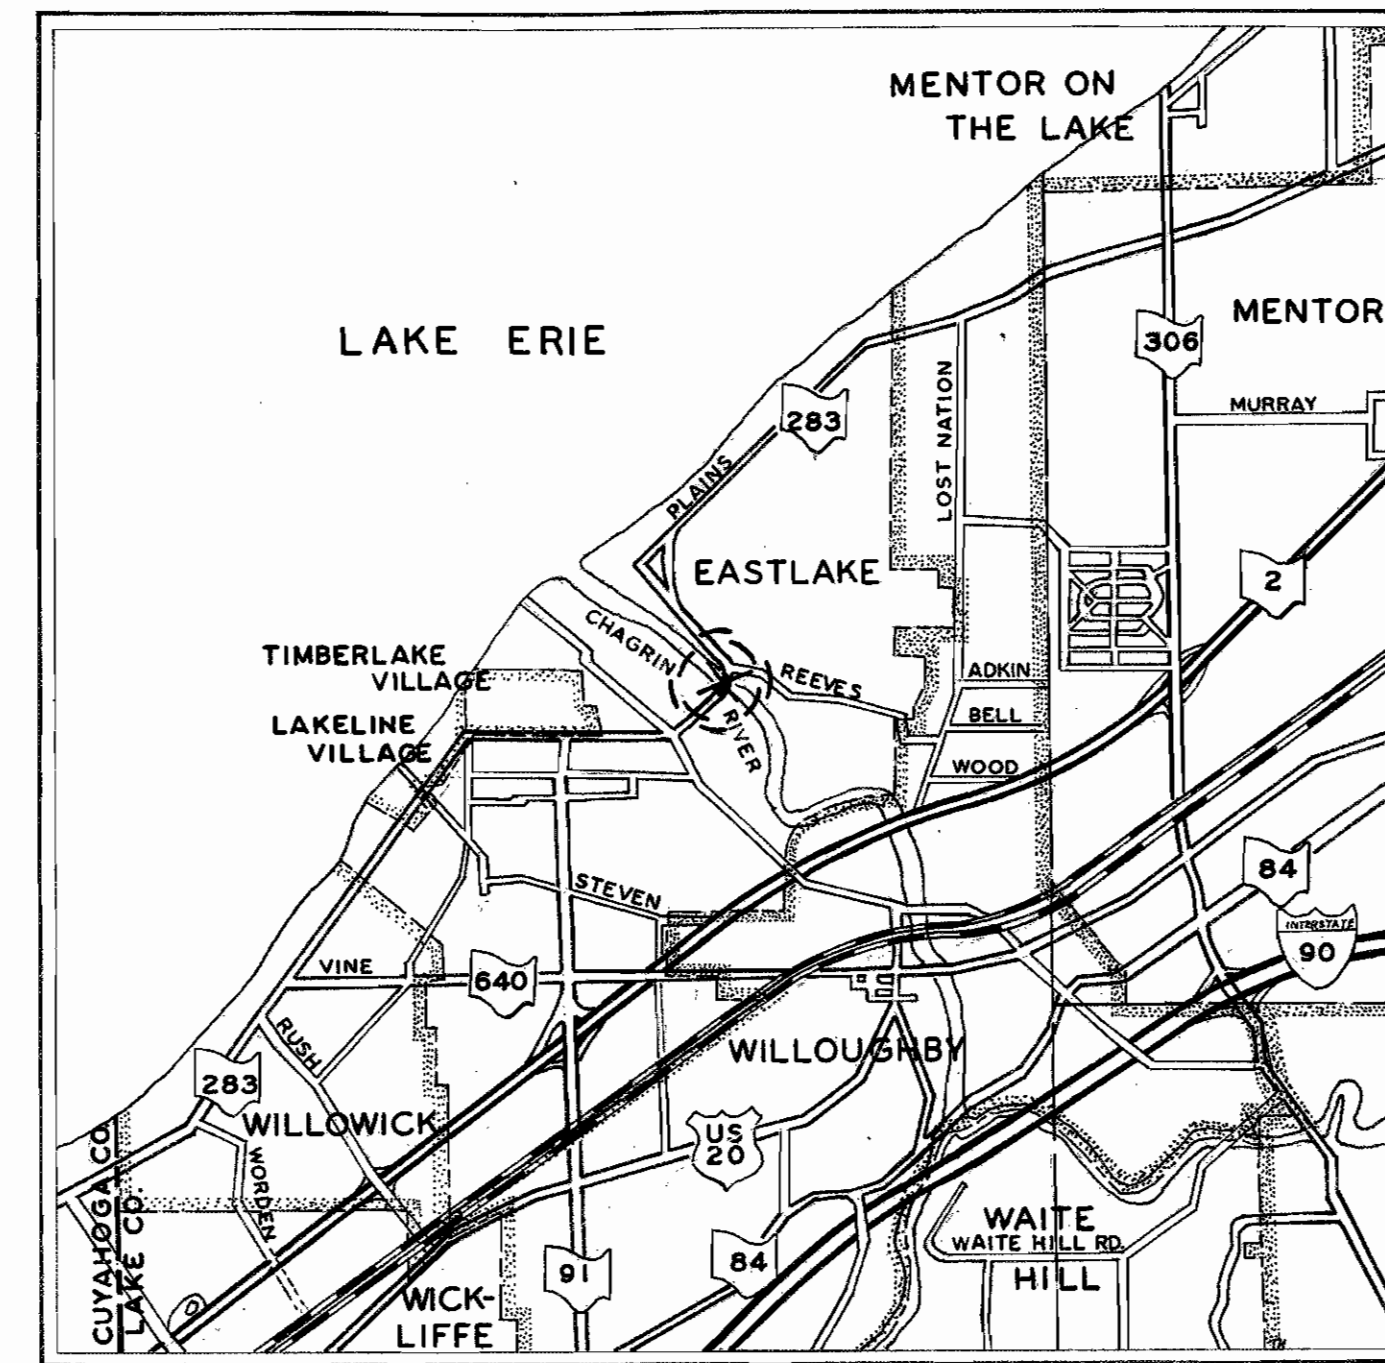 MENTOR ON
THE LAKE
LAKE ERIE
MENTOR
306
MURRAY
283
LOST NATION
PLAINS
EASTLAKE
2
CHAGRIN
RIVER
TIMBERLAKE
VILLAGE
REEVES
ADKIN
LAKELINE
VILLAGE
BELL
WOOD
STEVEN
84
INTERSTATE
90
VINE
640
RUSH
WILLOUGHBY
283
WILLOWICK
US
20
WORDEN
CUYAHOGA CO.
LAKE CO.
WAITE
WAITE HILL RD.
HILL
84
91
WICK-
LIFFE